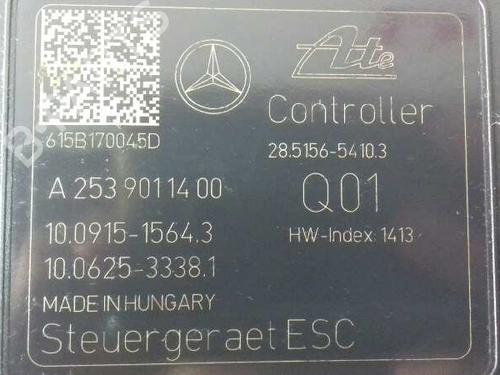 Ate
615B170045D
Controller
28.5156-5410.3
A 253 901 14 00
Q01
10.0915-1564.3
HW-Index: 1413
10.0625-3338.1
MADE IN HUNGARY
Steuergeraet ESC